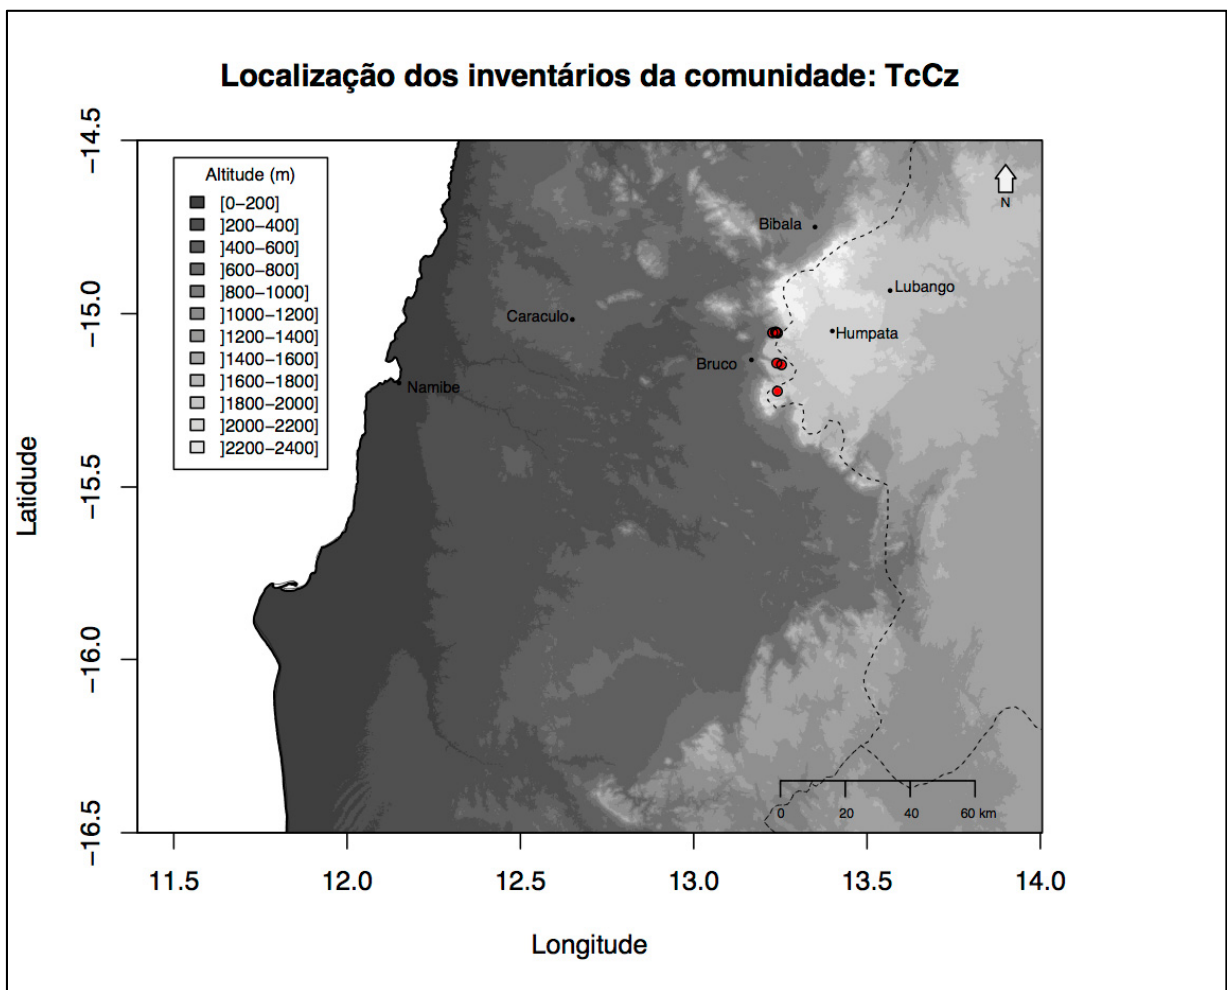 Localização dos inventários da comunidade: TcCz
Altitude (m)
[0−200]
]200−400]
]400−600]
]600−800]
]800−1000]
]1000−1200]
]1200−1400]
]1400−1600]
]1600−1800]
]1800−2000]
]2000−2200]
]2200−2400]
N
Bibala
Lubango
Caraculo
Humpata
Bruco
Namibe
0 20 40 60 km
Latidude
−14.5
−15.0
−15.5
−16.0
−16.5
11.5 12.0 12.5 13.0 13.5 14.0
Longitude